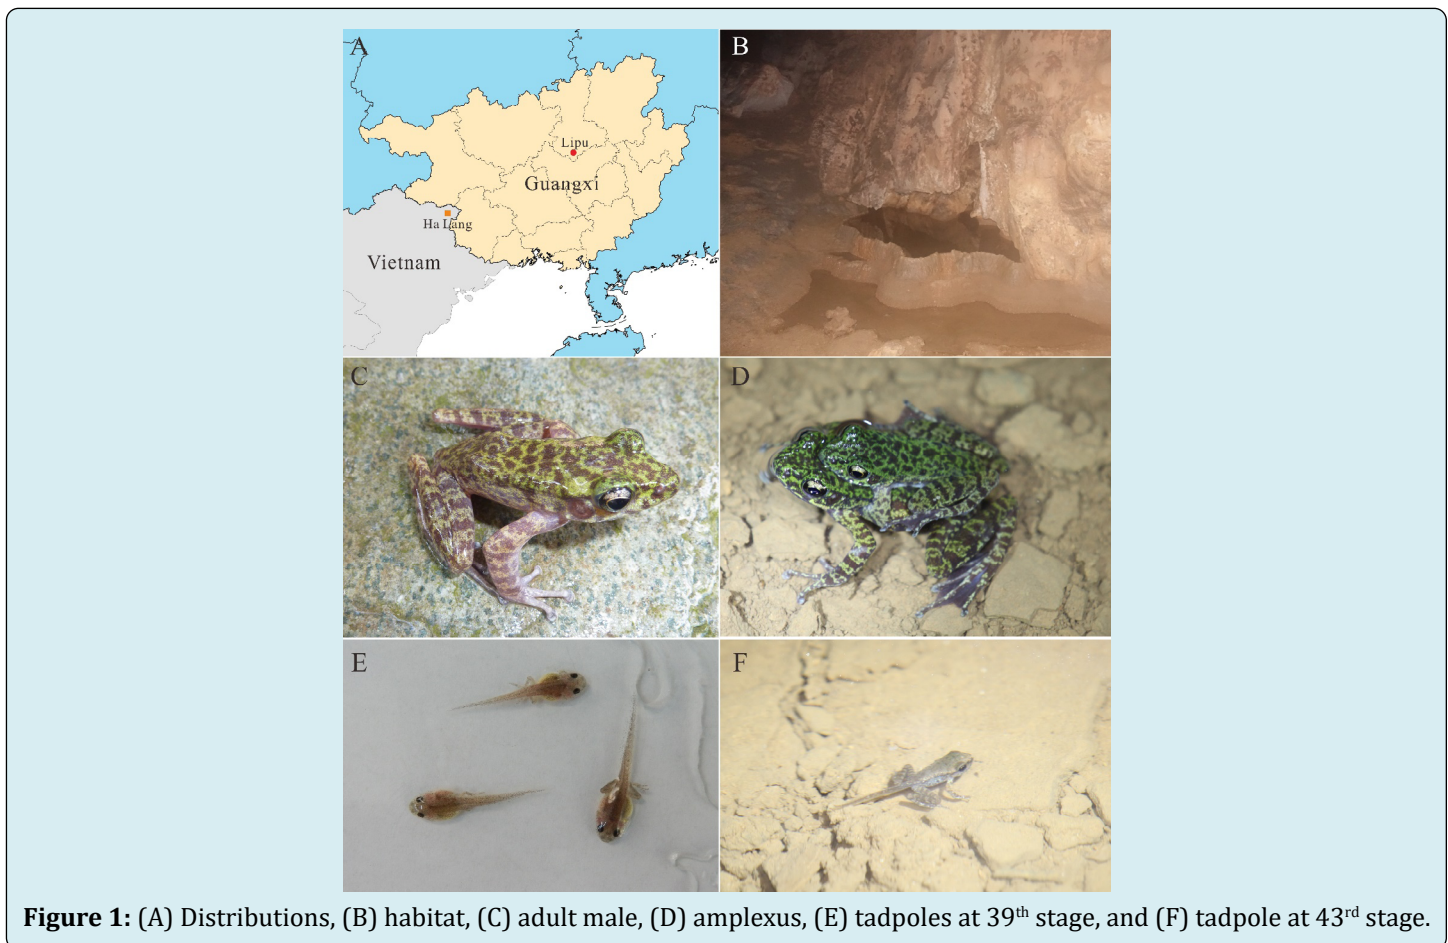 A
B
Lipu
Guangxi
Ha Lang
Vietnam
C
D
E
F
Figure 1: (A) Distributions, (B) habitat, (C) adult male, (D) amplexus, (E) tadpoles at 39th stage, and (F) tadpole at 43rd stage.